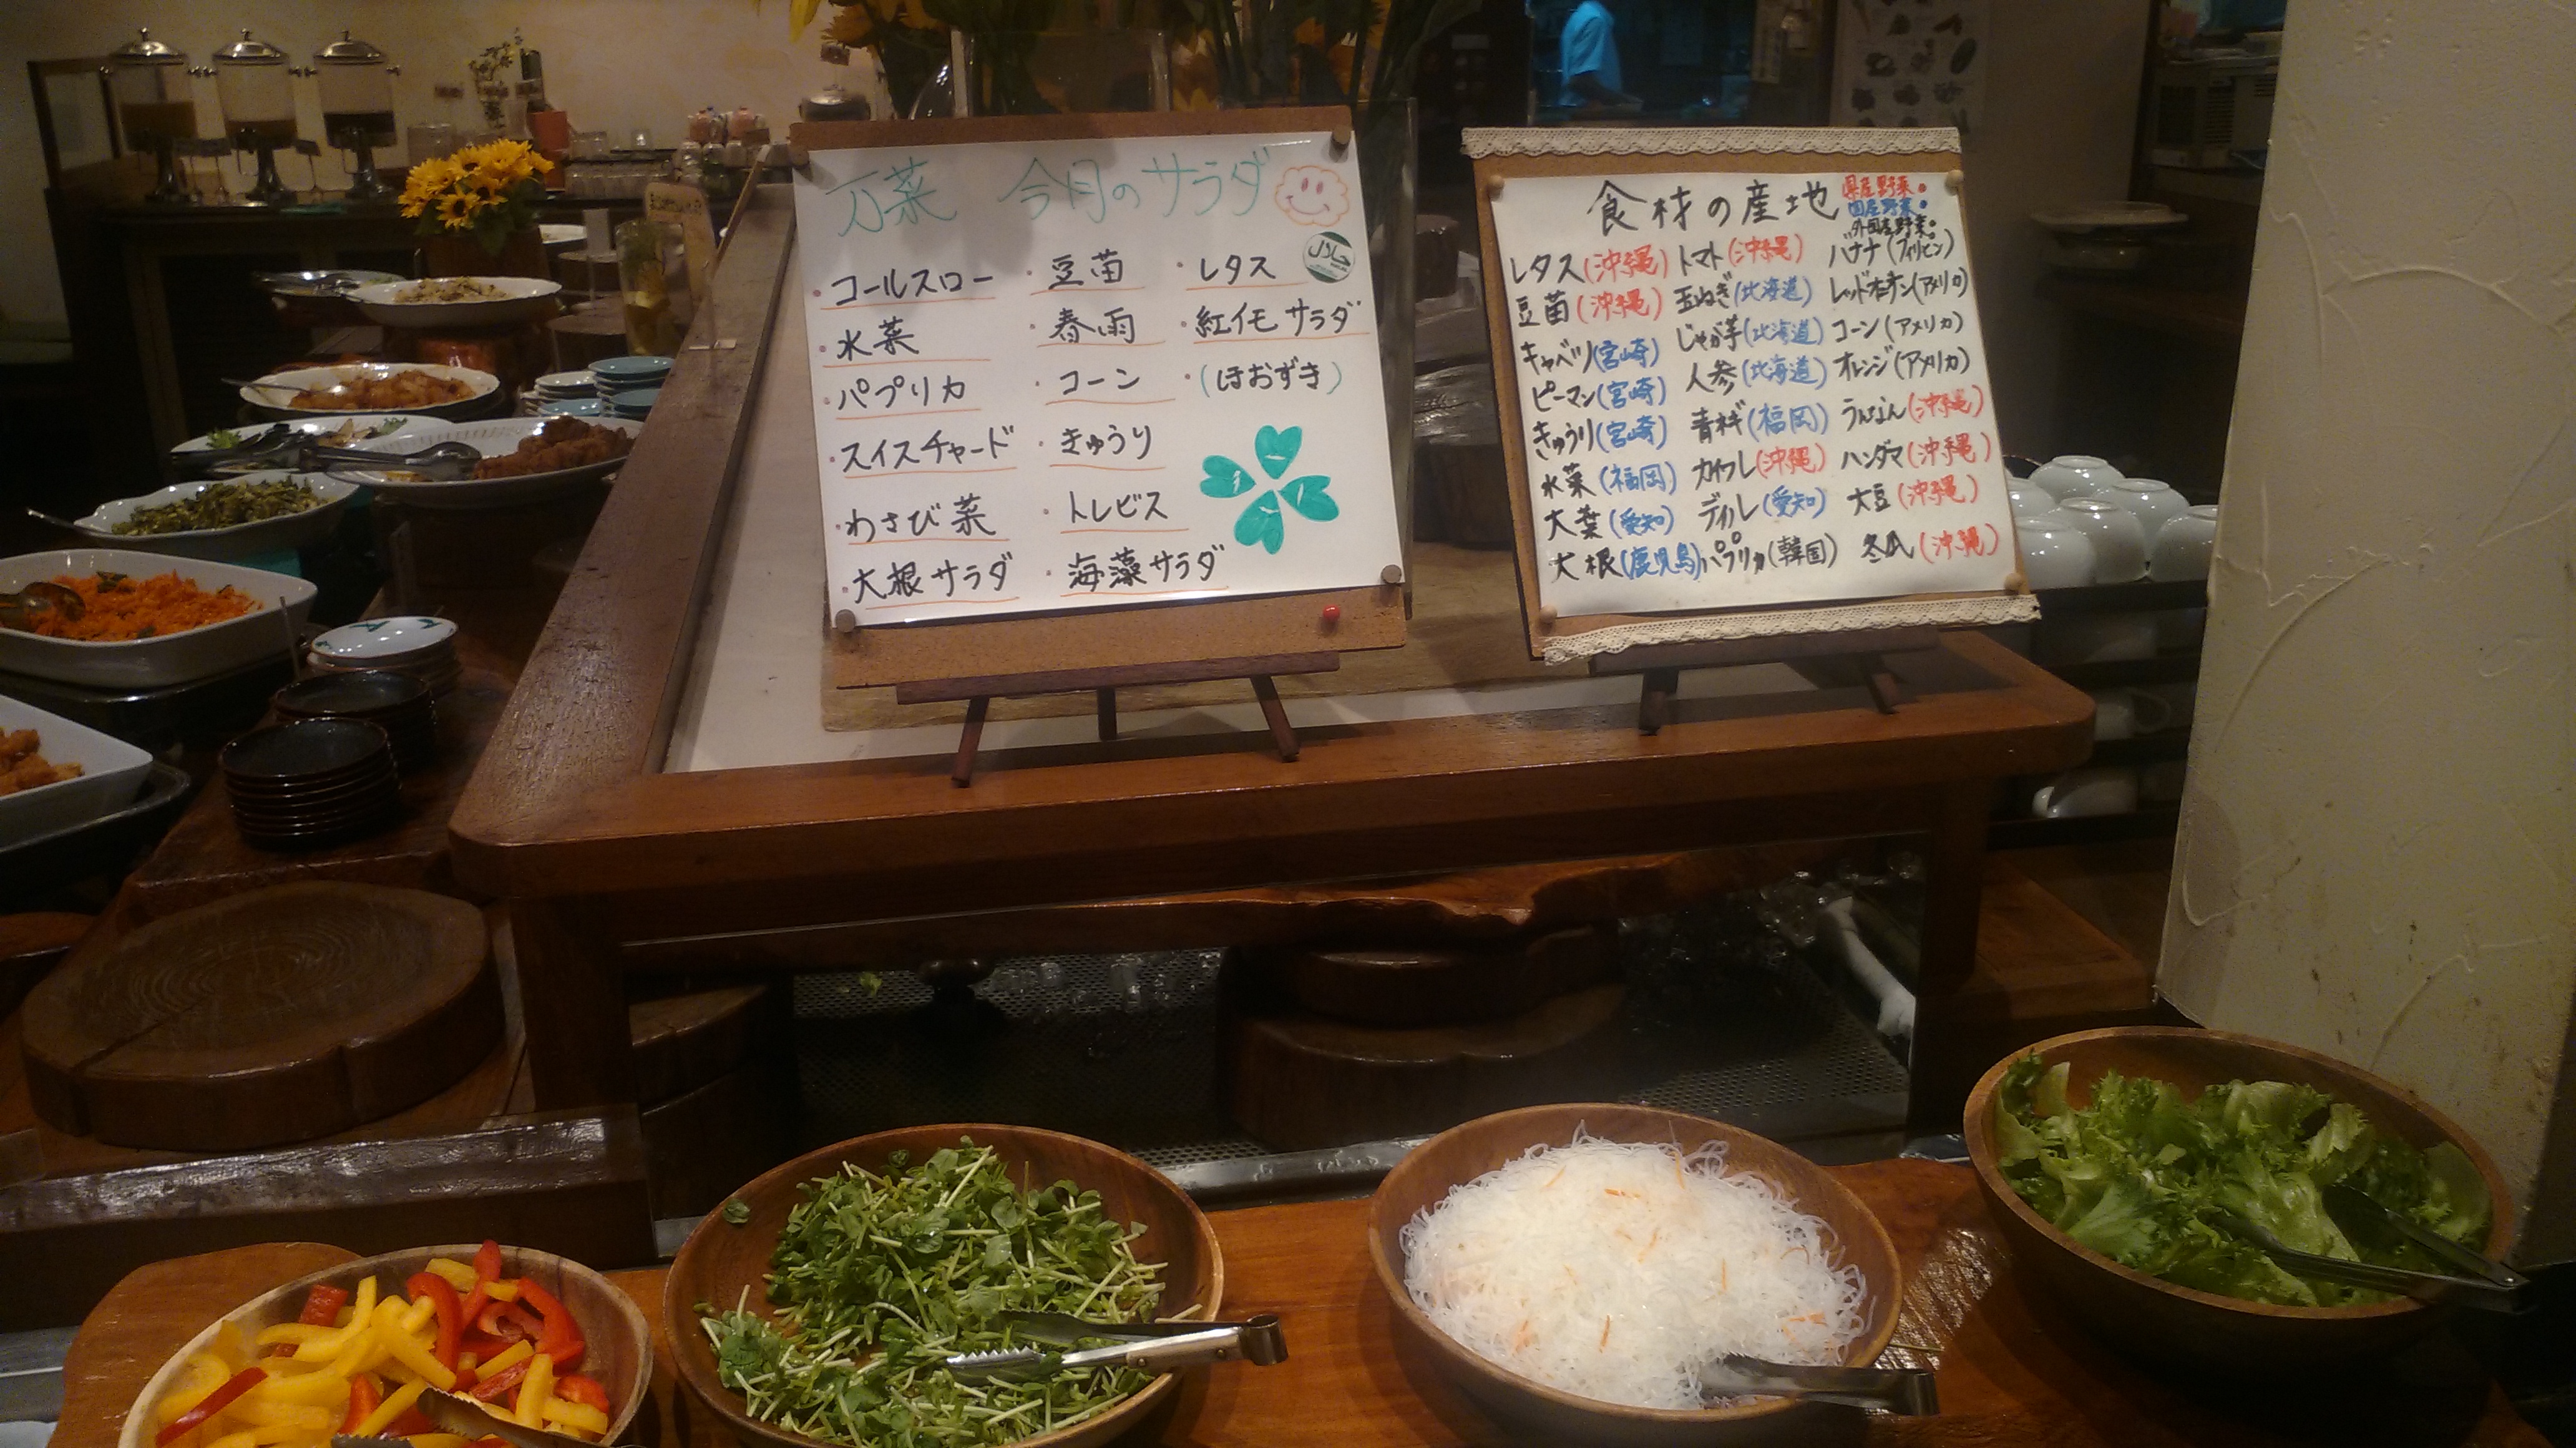 万菜 今月のサラダ
・コールスロー ・豆苗 ・レタス
حلال
・水菜 ・春雨 ・紅イモサラダ
・パプリカ ・コーン ・(ほおずき)
・スイスチャード ・きゅうり
・わさび菜 ・トレビス
・大根サラダ ・海藻サラダ
食材の産地
県産野菜●
国産野菜●
外国産野菜●
レタス(沖縄) トマト(沖縄) バナナ(フィリピン)
豆苗(沖縄) 玉ねぎ(北海道) レッドオニオン(アメリカ)
キャベツ(宮崎) じゃが芋(北海道) コーン(アメリカ)
ピーマン(宮崎) 人参(北海道) オレンジ(アメリカ)
きゅうり(宮崎) 青ネギ(福岡) うんなん(沖縄)
水菜(福岡) カイワレ(沖縄) ハンダマ(沖縄)
大葉(愛知) ディル(愛知) 大豆(沖縄)
大根(鹿児島) パプリカ(韓国) 冬瓜(沖縄)